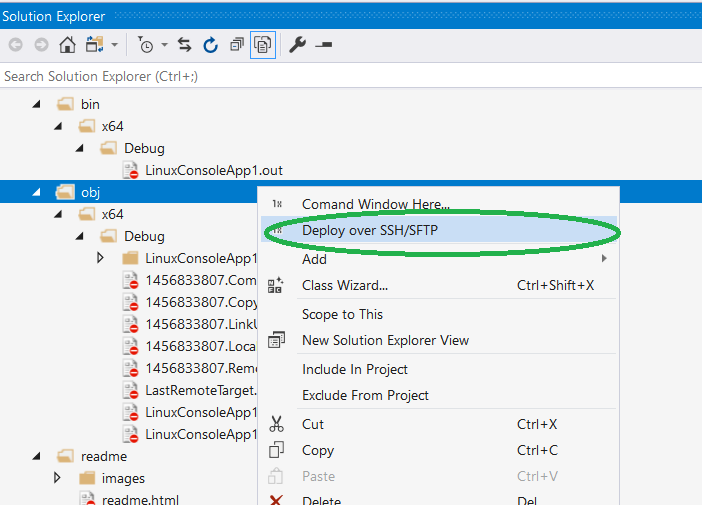 Solution Explorer
Search Solution Explorer (Ctrl+;)
bin
x64
Debug
LinuxConsoleApp1.out
obj
x64
Debug
LinuxConsoleApp1
1456833807.Com
1456833807.Copy
1456833807.LinkU
1456833807.Loca
1456833807.Remo
LastRemoteTarget.
LinuxConsoleApp1
LinuxConsoleApp1
readme
images
readme.html
Comand Window Here...
Deploy over SSH/SFTP
Add
Class Wizard... Ctrl+Shift+X
Scope to This
New Solution Explorer View
Include In Project
Exclude From Project
Cut Ctrl+X
Copy Ctrl+C
Paste Ctrl+V
Delete Del